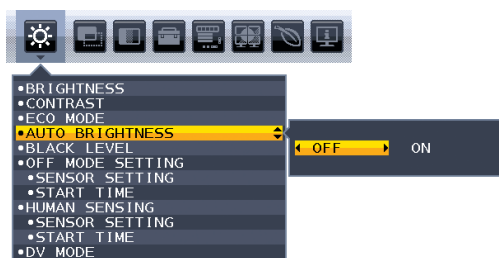 •BRIGHTNESS
•CONTRAST
•ECO MODE
•AUTO BRIGHTNESS
OFF ON
•BLACK LEVEL
•OFF MODE SETTING
•SENSOR SETTING
•START TIME
•HUMAN SENSING
•SENSOR SETTING
•START TIME
•DV MODE